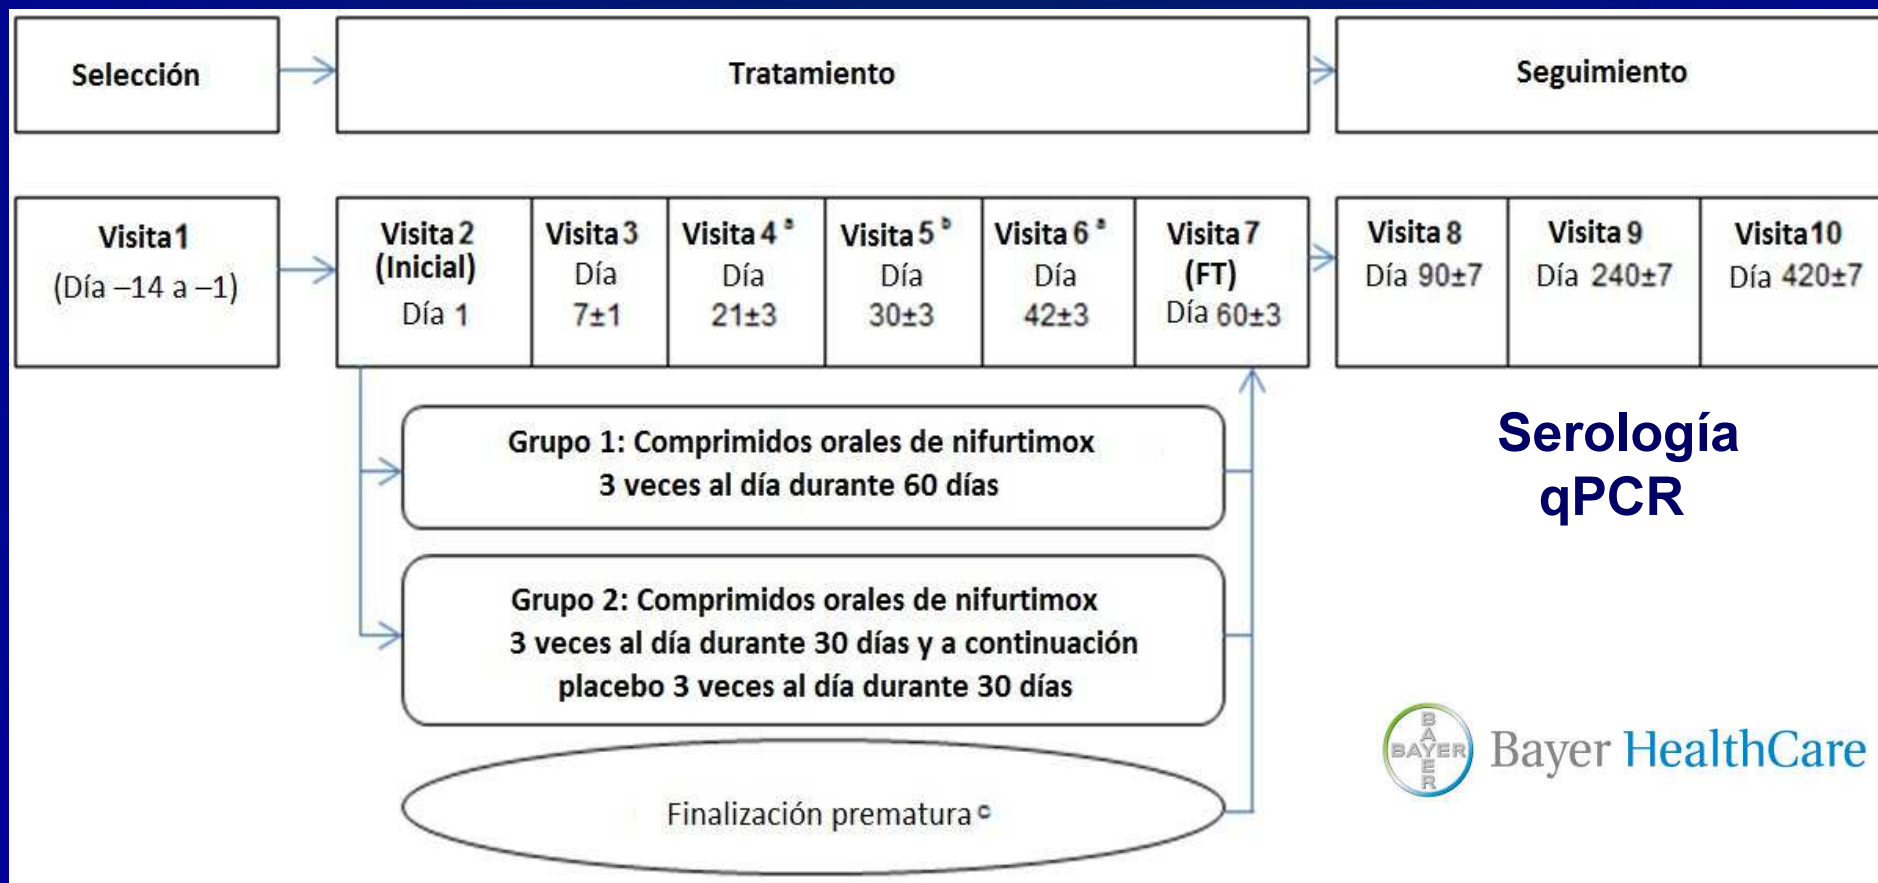 Selección
Tratamiento
Seguimiento
Visita 1
(Día –14 a –1)
Visita 2
(Inicial)
Día 1
Visita 3
Día
7±1
Visita 4 a
Día
21±3
Visita 5 b
Día
30±3
Visita 6 a
Día
42±3
Visita 7
(FT)
Día 60±3
Visita 8
Día 90±7
Visita 9
Día 240±7
Visita 10
Día 420±7
Grupo 1: Comprimidos orales de nifurtimox
3 veces al día durante 60 días
Grupo 2: Comprimidos orales de nifurtimox
3 veces al día durante 30 días y a continuación
placebo 3 veces al día durante 30 días
Finalización prematura c
Serología
qPCR
BAYER
BAYER
Bayer HealthCare